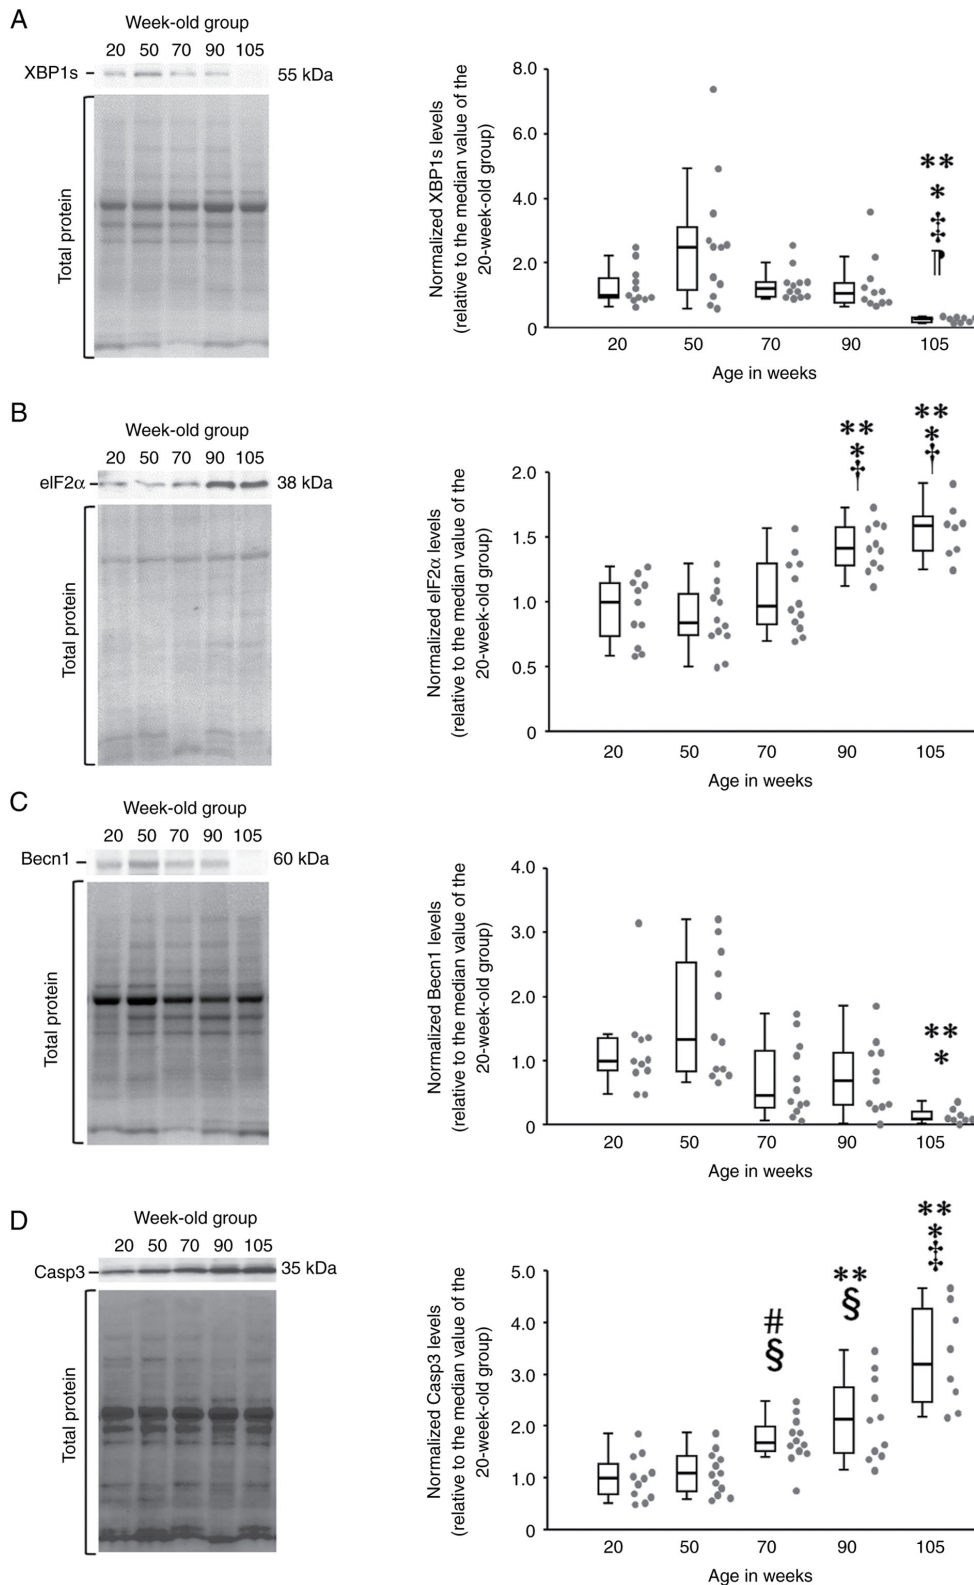 A
Week-old group
20 50 70 90 105
XBP1s
55 kDa
Total protein
Normalized XBP1s levels
(relative to the median value of the
20-week-old group)
8.0
6.0
4.0
2.0
0
**
*
‡
¶
20 50 70 90 105
Age in weeks
B
Week-old group
20 50 70 90 105
eIF2α
38 kDa
Total protein
Normalized eIF2α levels
(relative to the median value of the
20-week-old group)
2.0
1.5
1.0
0.5
0
**
*
†
**
*
†
20 50 70 90 105
Age in weeks
C
Week-old group
20 50 70 90 105
Becn1
60 kDa
Total protein
Normalized Becn1 levels
(relative to the median value of the
20-week-old group)
4.0
3.0
2.0
1.0
0
**
*
20 50 70 90 105
Age in weeks
D
Week-old group
20 50 70 90 105
Casp3
35 kDa
Total protein
Normalized Casp3 levels
(relative to the median value of the
20-week-old group)
5.0
4.0
3.0
2.0
1.0
0
#
§
**
§
**
*
‡
20 50 70 90 105
Age in weeks